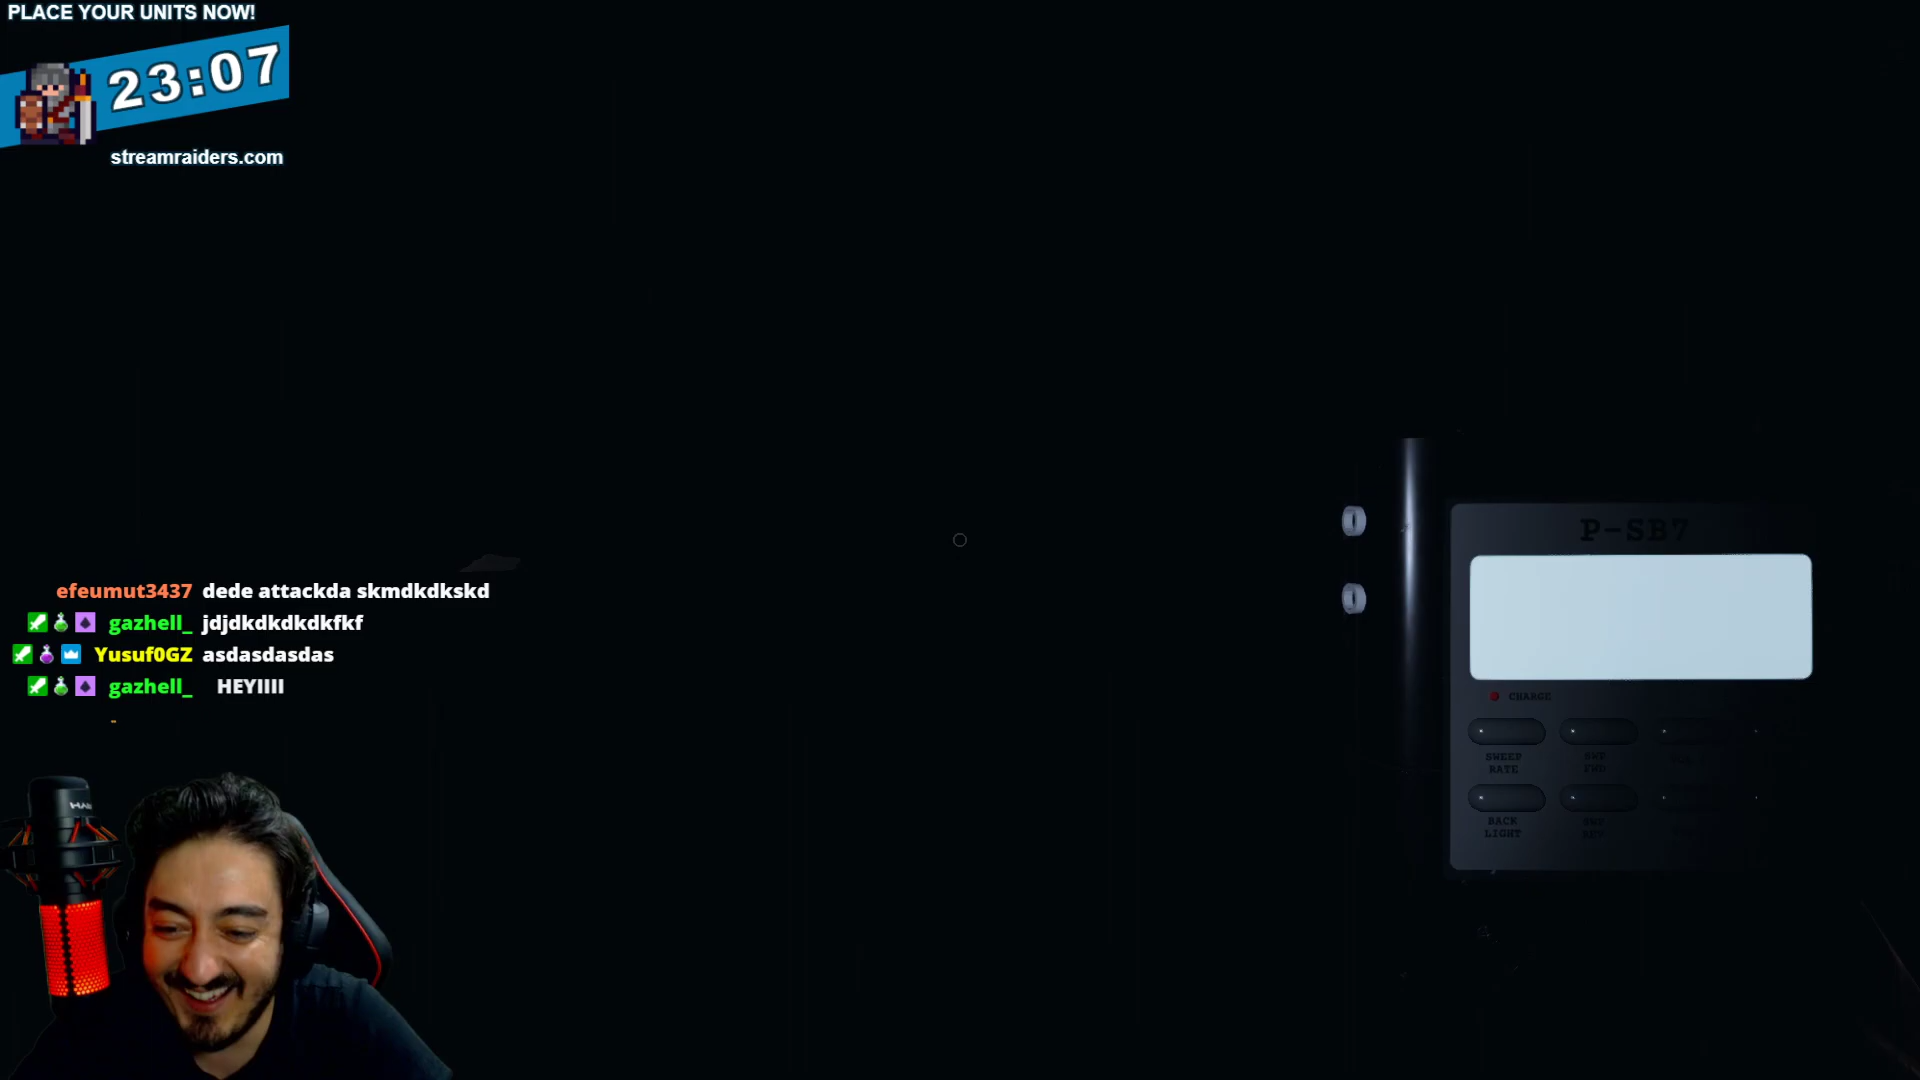 PLACE YOUR UNITS NOW!
23:07
streamraiders.com
efeumut3437 dede attackda skmdkdkskd
gazhell_ jdjdkdkdkdkfkf
Yusuf0GZ asdasdasdas
gazhell_ HEYIIII
P-SB7
CHARGE
SWEEP
RATE
BACK
LIGHT